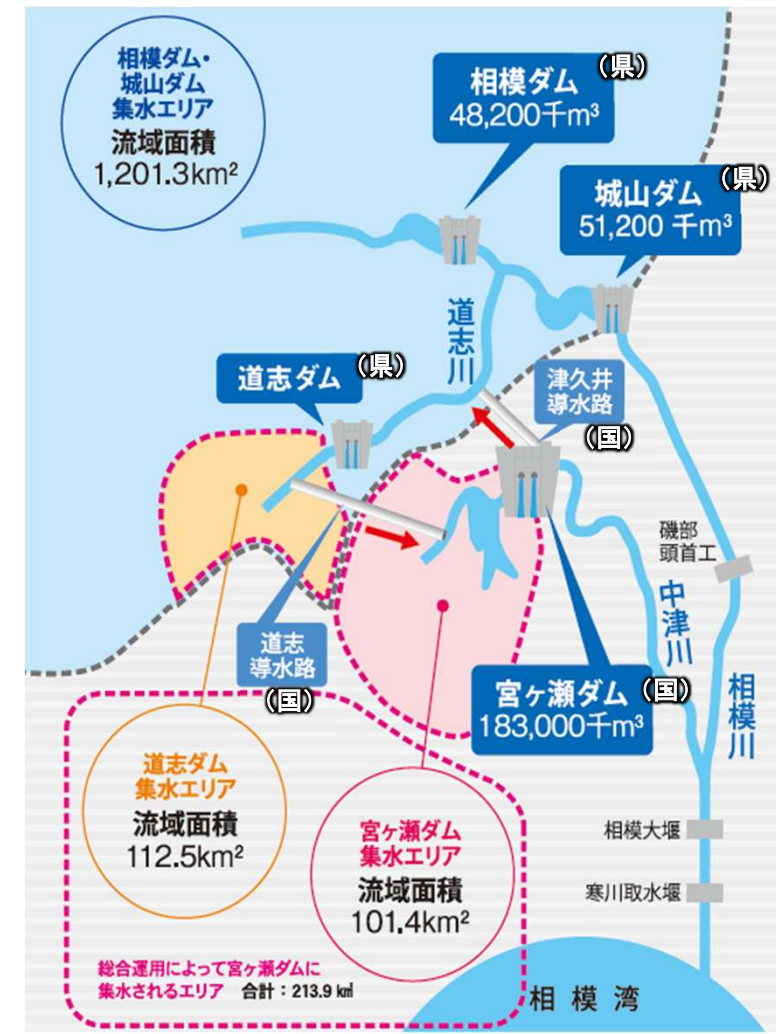 相模ダム・
城山ダム
集水エリア
流域面積
1,201.3km²
相模ダム (県)
48,200千m³
城山ダム (県)
51,200 千m³
道志川
道志ダム (県)
津久井
導水路
(国)
磯部
頭首工
中津川
道志
導水路
(国)
宮ヶ瀬ダム (国)
183,000千m³
相模川
道志ダム
集水エリア
流域面積
112.5km²
宮ヶ瀬ダム
集水エリア
流域面積
101.4km²
相模大堰
寒川取水堰
総合運用によって宮ヶ瀬ダムに
集水されるエリア 合計：213.9 ㎢
相模湾